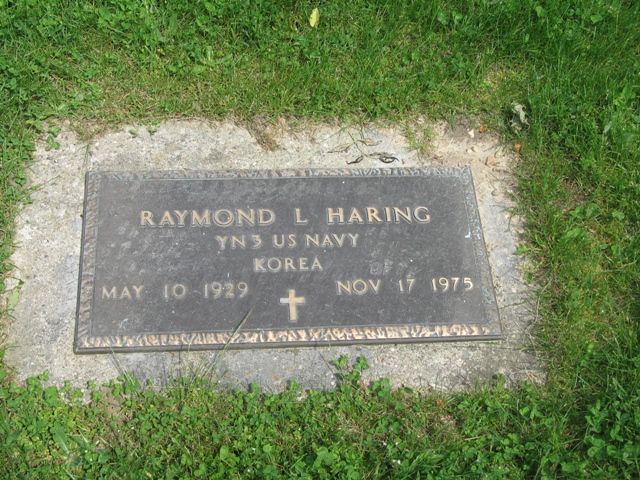 RAYMOND L HARING
YN3 US NAVY
KOREA
MAY 10 1929 NOV 17 1975